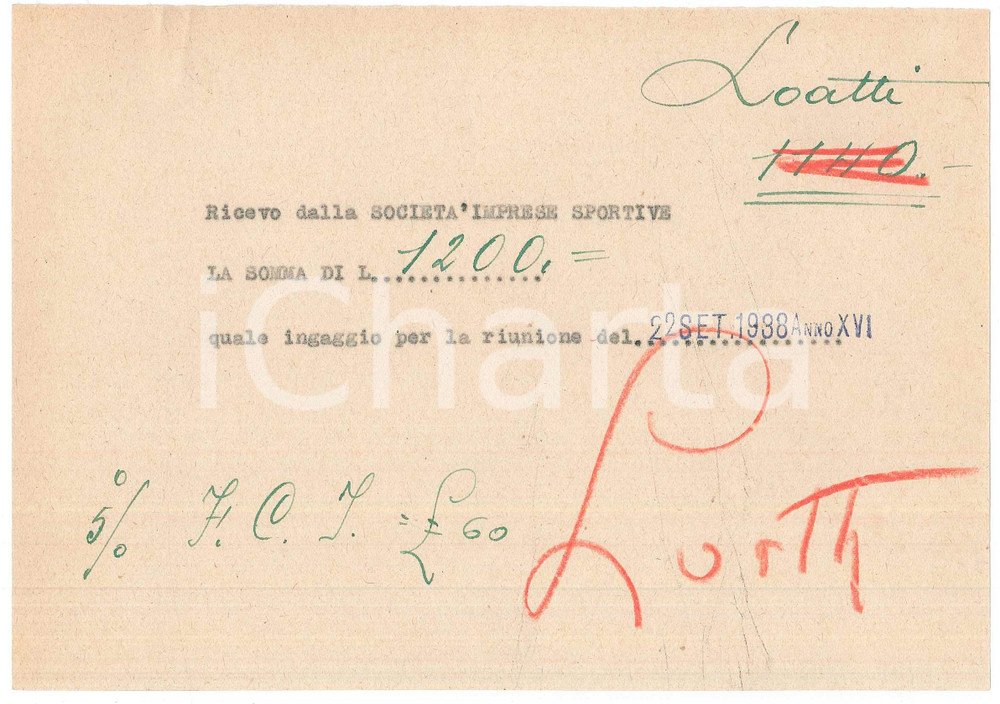 Loatti
1140.-
Ricevo dalla SOCIETA' IMPRESE SPORTIVE
LA SOMMA DI L. 1200.=
quale ingaggio per la riunione del 22 SET. 1938 ANNO XVI
iCharta
5% F. C. I. = £ 60